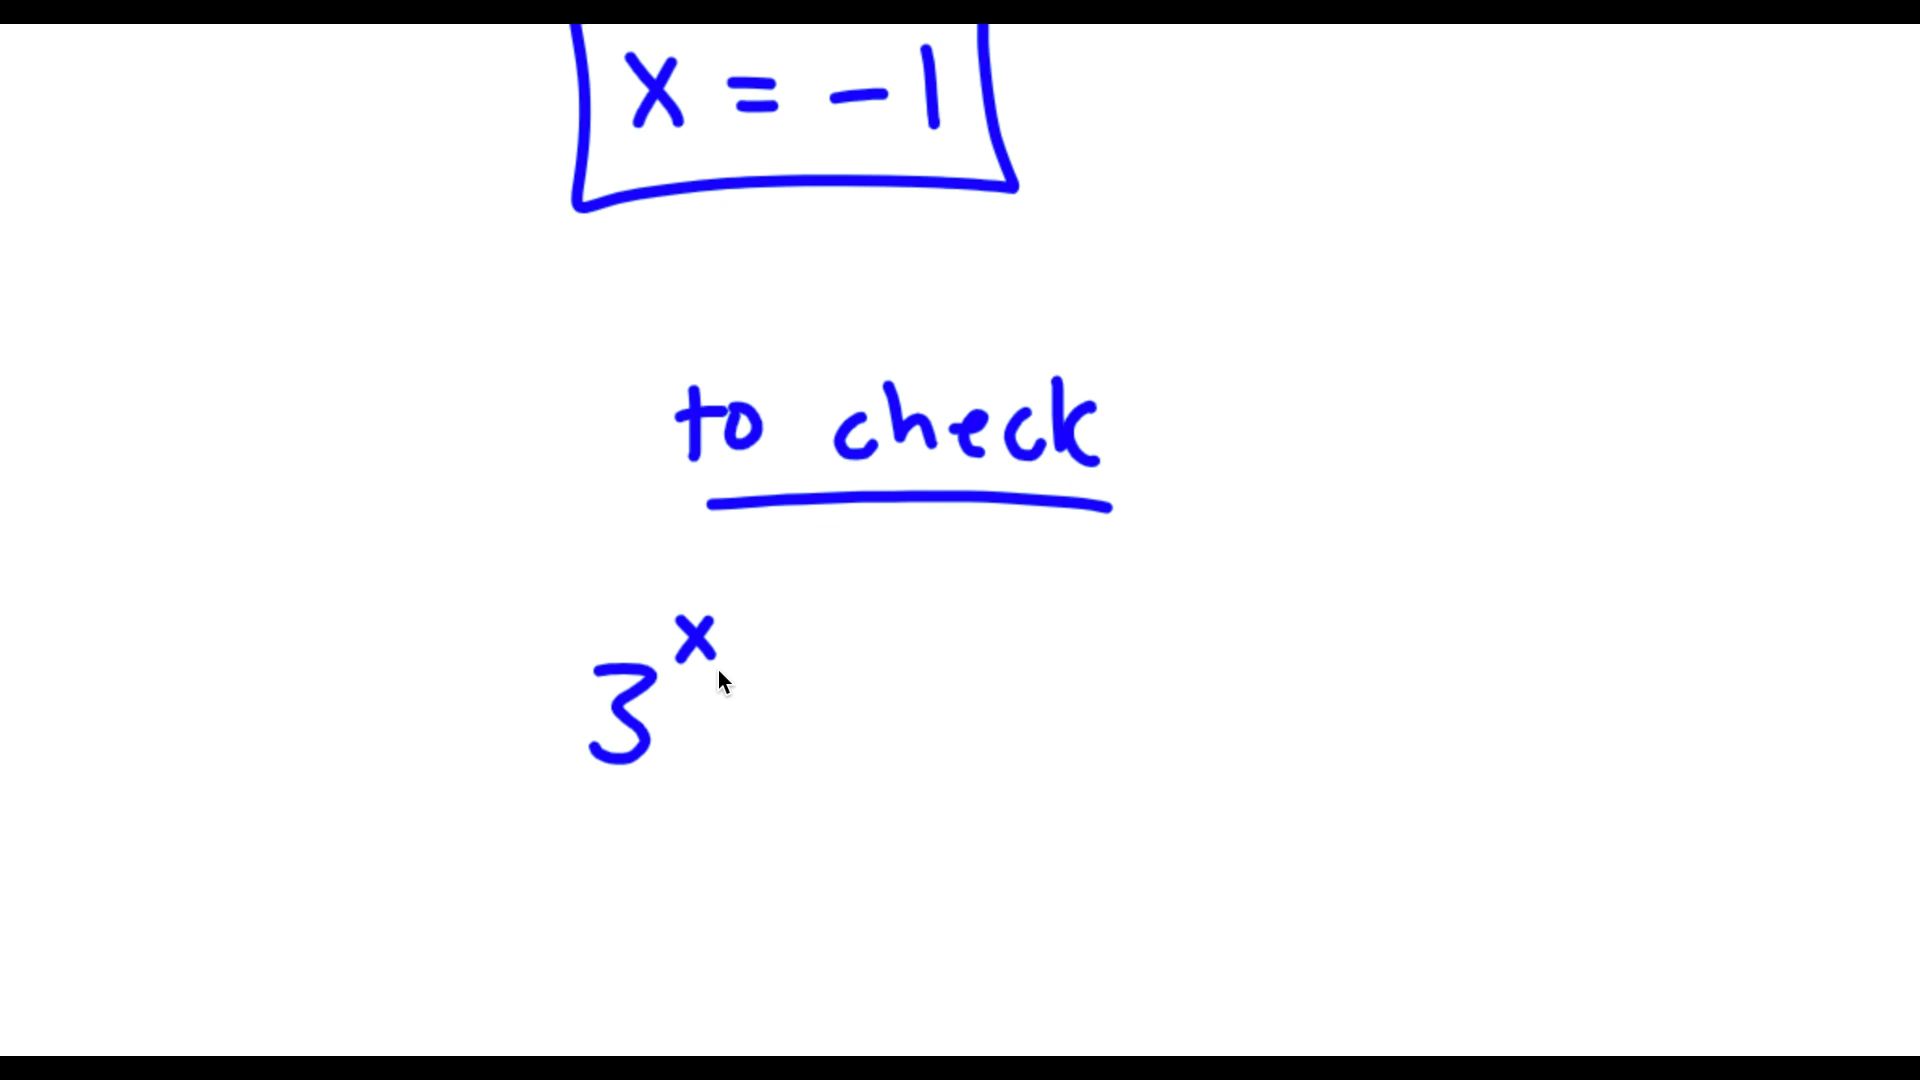 x = -1
to check
3^x